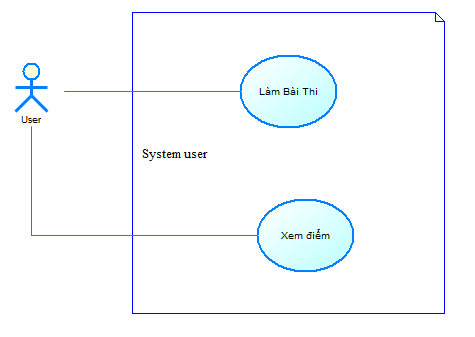 Làm Bài Thi
User
System user
Xem điểm